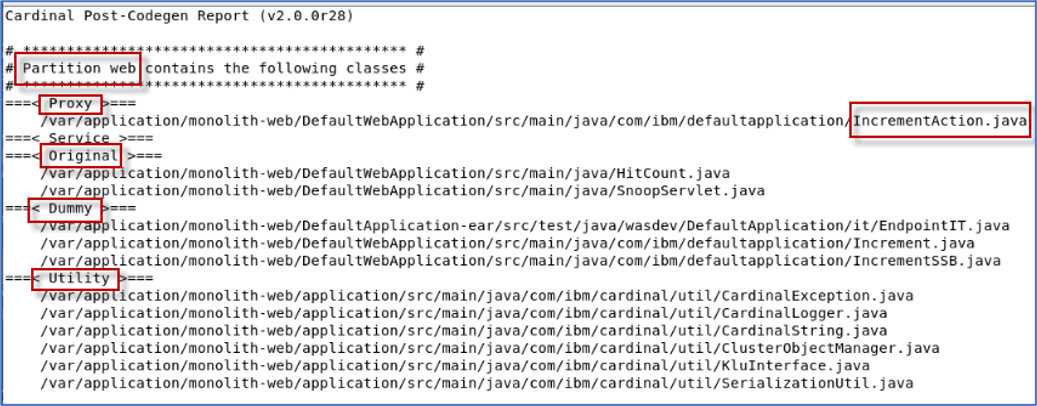 Cardinal Post-Codegen Report (v2.0.0r28)
# ******************************************** #
# Partition web contains the following classes #
# ******************************************** #
===< Proxy >===
/var/application/monolith-web/DefaultWebApplication/src/main/java/com/ibm/defaultapplication/IncrementAction.java
===< Service >===
===< Original >===
/var/application/monolith-web/DefaultWebApplication/src/main/java/HitCount.java
/var/application/monolith-web/DefaultWebApplication/src/main/java/SnoopServlet.java
===< Dummy >===
/var/application/monolith-web/DefaultApplication-ear/src/test/java/wasdev/DefaultApplication/it/EndpointIT.java
/var/application/monolith-web/DefaultWebApplication/src/main/java/com/ibm/defaultapplication/Increment.java
/var/application/monolith-web/DefaultWebApplication/src/main/java/com/ibm/defaultapplication/IncrementSSB.java
===< Utility >===
/var/application/monolith-web/application/src/main/java/com/ibm/cardinal/util/CardinalException.java
/var/application/monolith-web/application/src/main/java/com/ibm/cardinal/util/CardinalLogger.java
/var/application/monolith-web/application/src/main/java/com/ibm/cardinal/util/CardinalString.java
/var/application/monolith-web/application/src/main/java/com/ibm/cardinal/util/ClusterObjectManager.java
/var/application/monolith-web/application/src/main/java/com/ibm/cardinal/util/KluInterface.java
/var/application/monolith-web/application/src/main/java/com/ibm/cardinal/util/SerializationUtil.java